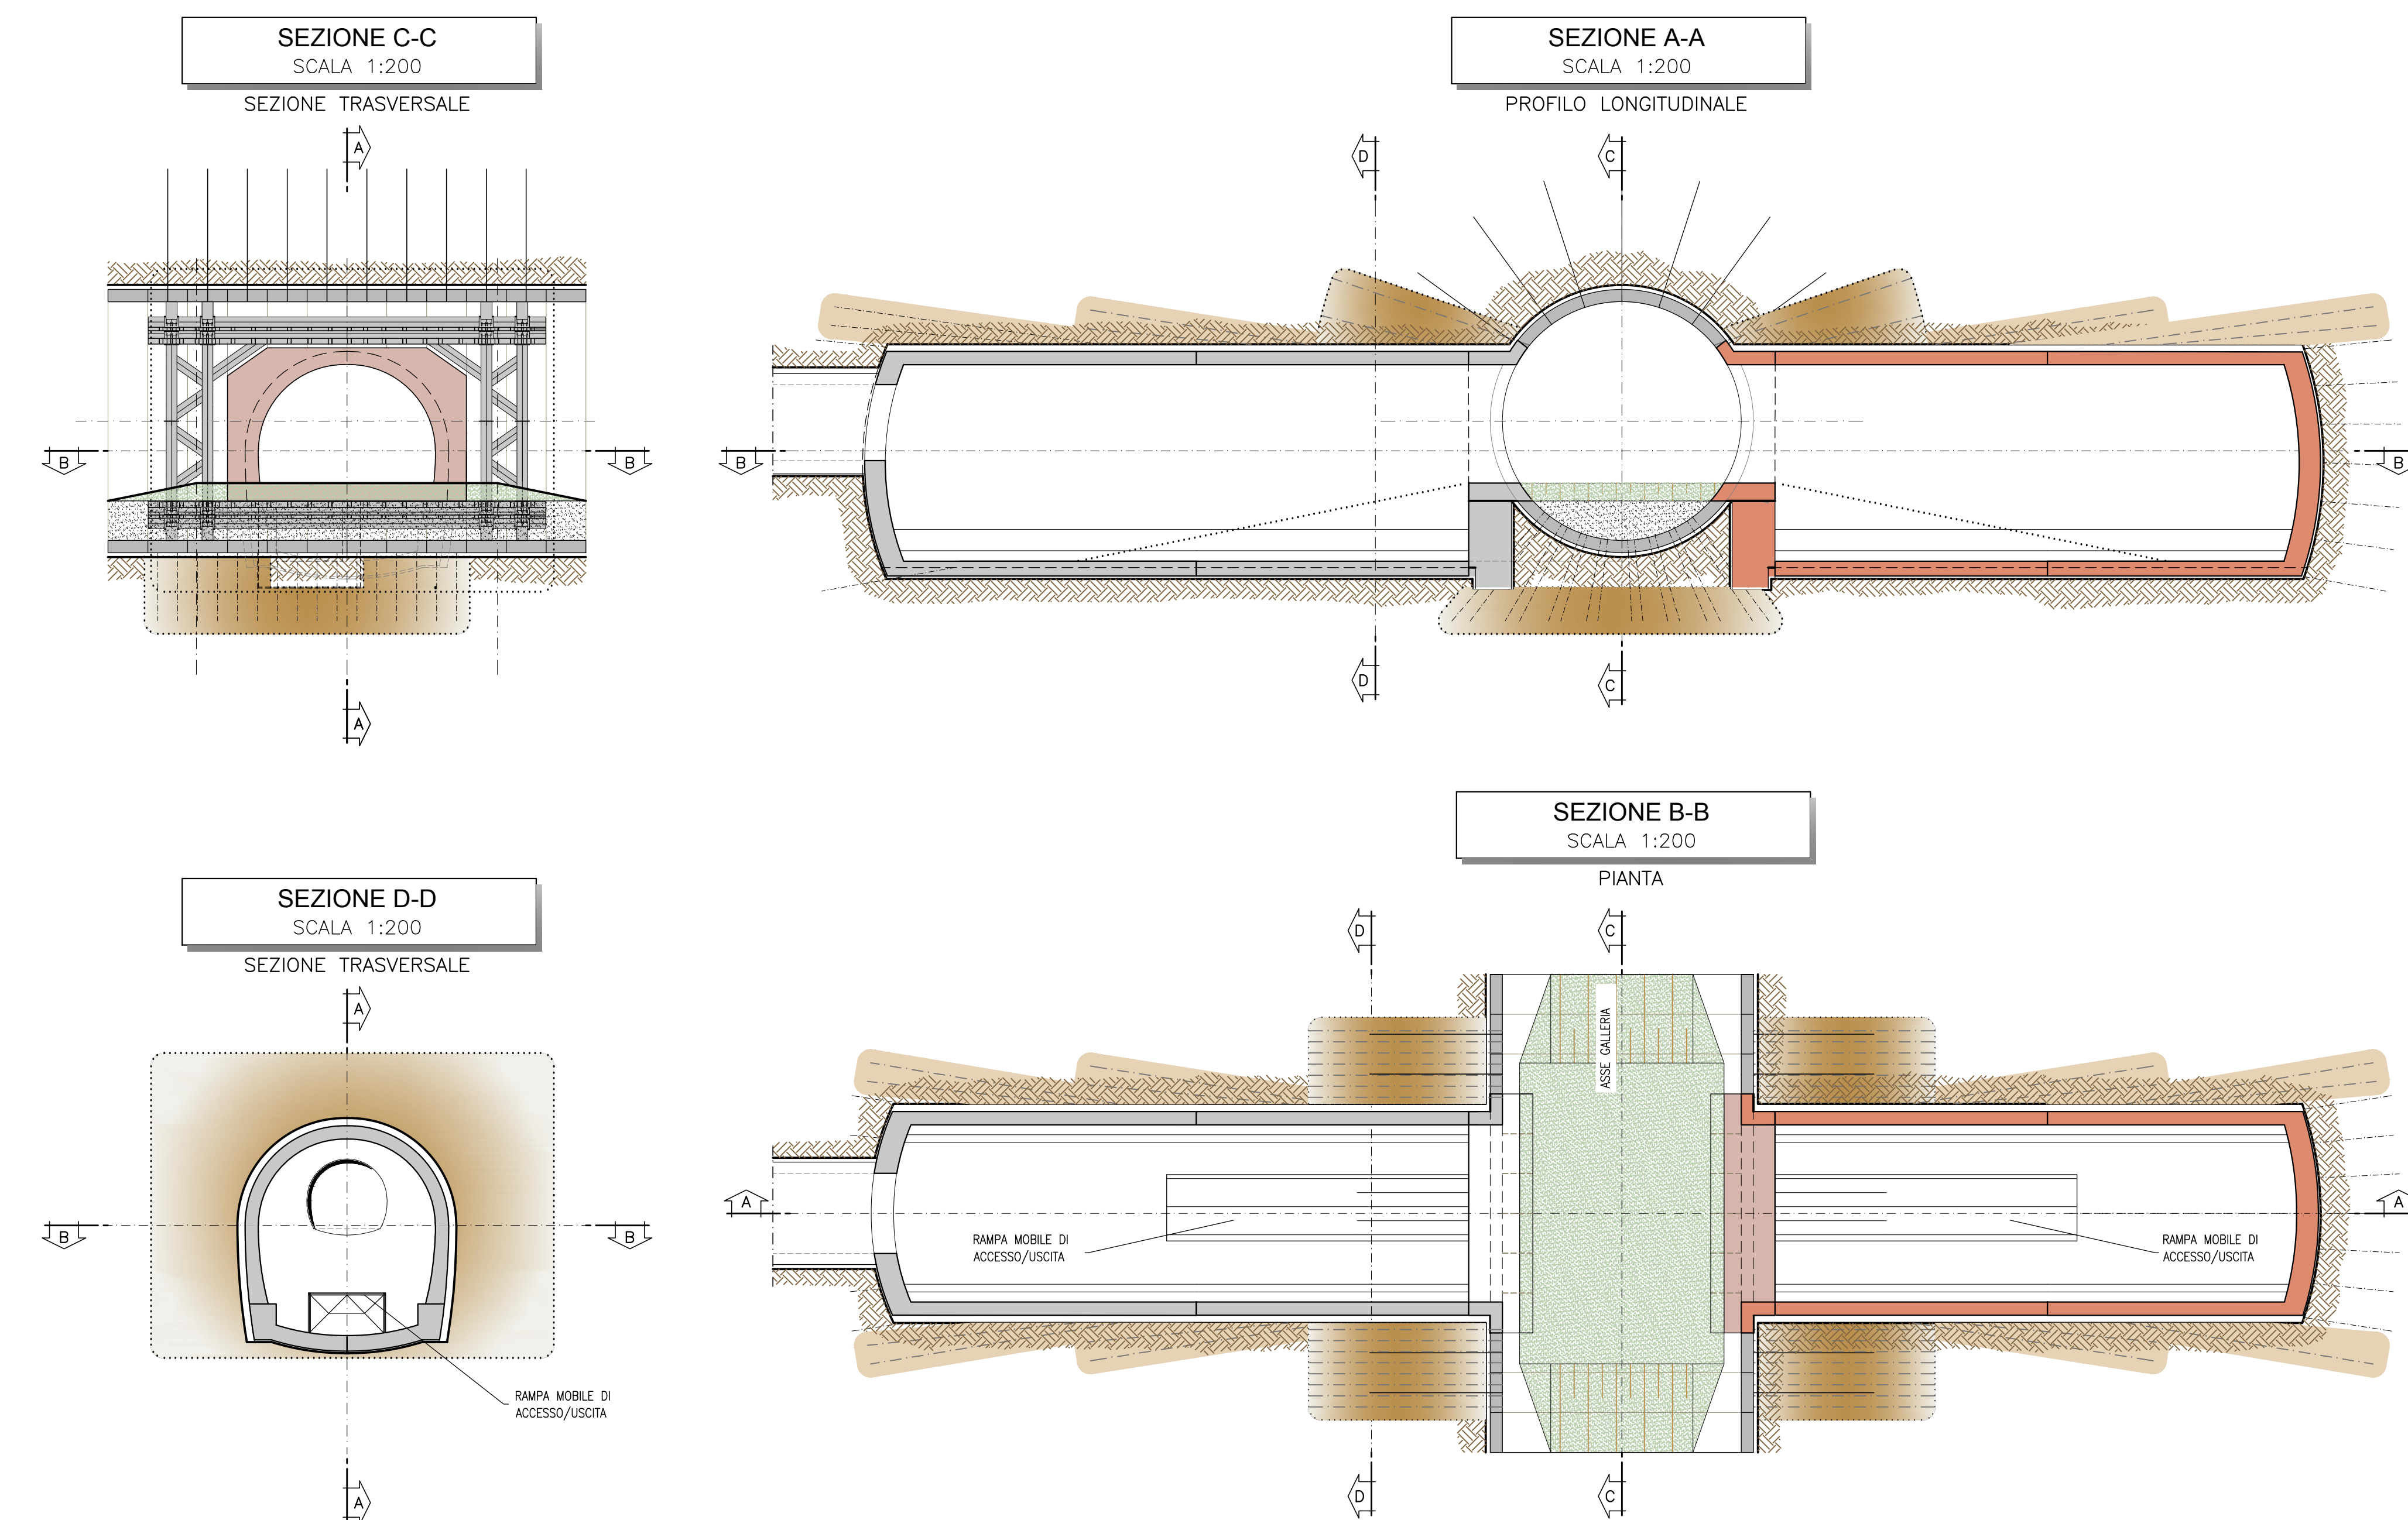 SEZIONE C-C
SCALA 1:200
SEZIONE TRASVERSALE
A
B
B
A
SEZIONE A-A
SCALA 1:200
PROFILO LONGITUDINALE
D
C
B
B
D
C
SEZIONE D-D
SCALA 1:200
SEZIONE TRASVERSALE
A
B
B
RAMPA MOBILE DI
ACCESSO/USCITA
A
SEZIONE B-B
SCALA 1:200
PIANTA
D
C
ASSE GALLERIA
A
A
RAMPA MOBILE DI
ACCESSO/USCITA
RAMPA MOBILE DI
ACCESSO/USCITA
D
C